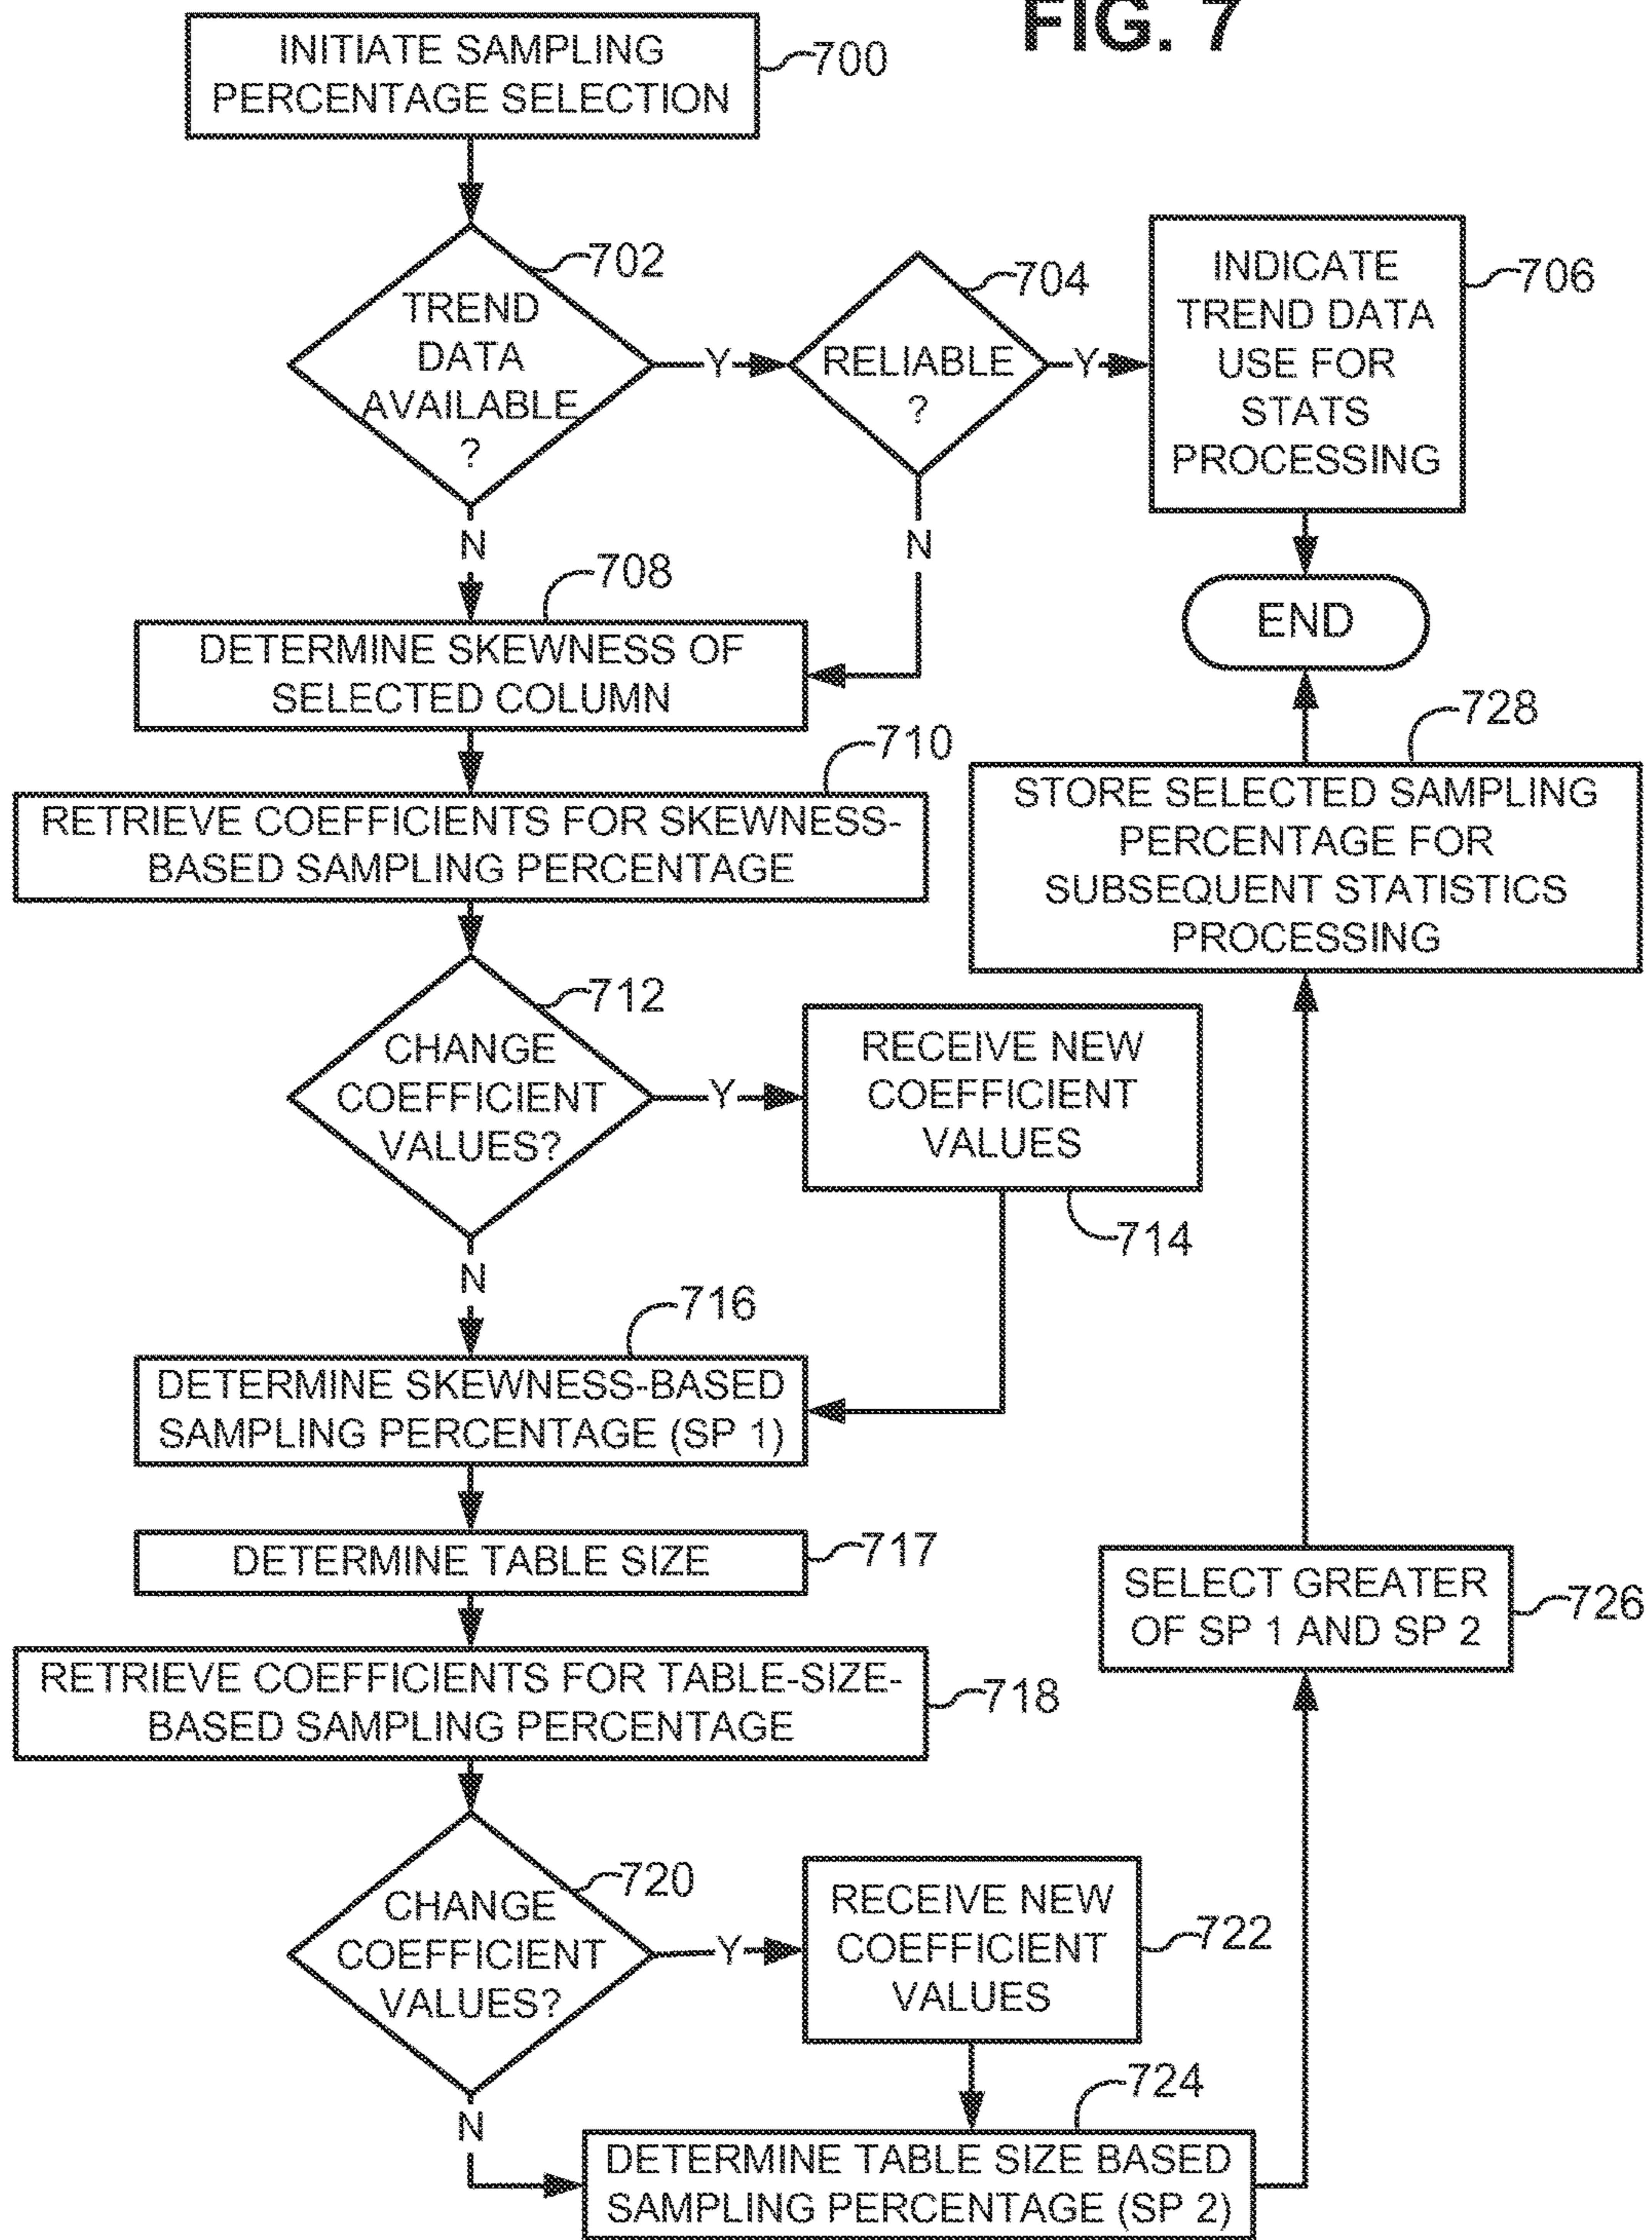 FIG. 7
INITIATE SAMPLING
PERCENTAGE SELECTION
700
702
TREND
DATA
AVAILABLE
?
Y
704
RELIABLE
?
Y
INDICATE
TREND DATA
USE FOR
STATS
PROCESSING
706
N
N
END
708
DETERMINE SKEWNESS OF
SELECTED COLUMN
710
RETRIEVE COEFFICIENTS FOR SKEWNESS-
BASED SAMPLING PERCENTAGE
728
STORE SELECTED SAMPLING
PERCENTAGE FOR
SUBSEQUENT STATISTICS
PROCESSING
712
CHANGE
COEFFICIENT
VALUES?
Y
RECEIVE NEW
COEFFICIENT
VALUES
714
N
716
DETERMINE SKEWNESS-BASED
SAMPLING PERCENTAGE (SP 1)
DETERMINE TABLE SIZE
717
SELECT GREATER
OF SP 1 AND SP 2
726
RETRIEVE COEFFICIENTS FOR TABLE-SIZE-
BASED SAMPLING PERCENTAGE
718
720
CHANGE
COEFFICIENT
VALUES?
Y
RECEIVE NEW
COEFFICIENT
VALUES
722
N
724
DETERMINE TABLE SIZE BASED
SAMPLING PERCENTAGE (SP 2)